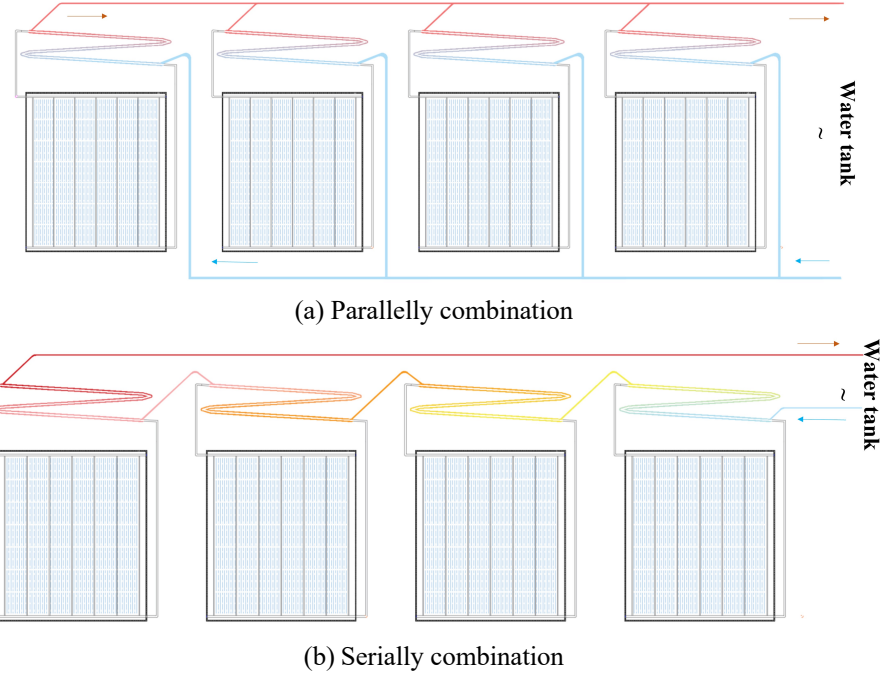 Water tank
~
(a) Parallelly combination
Water tank
~
(b) Serially combination